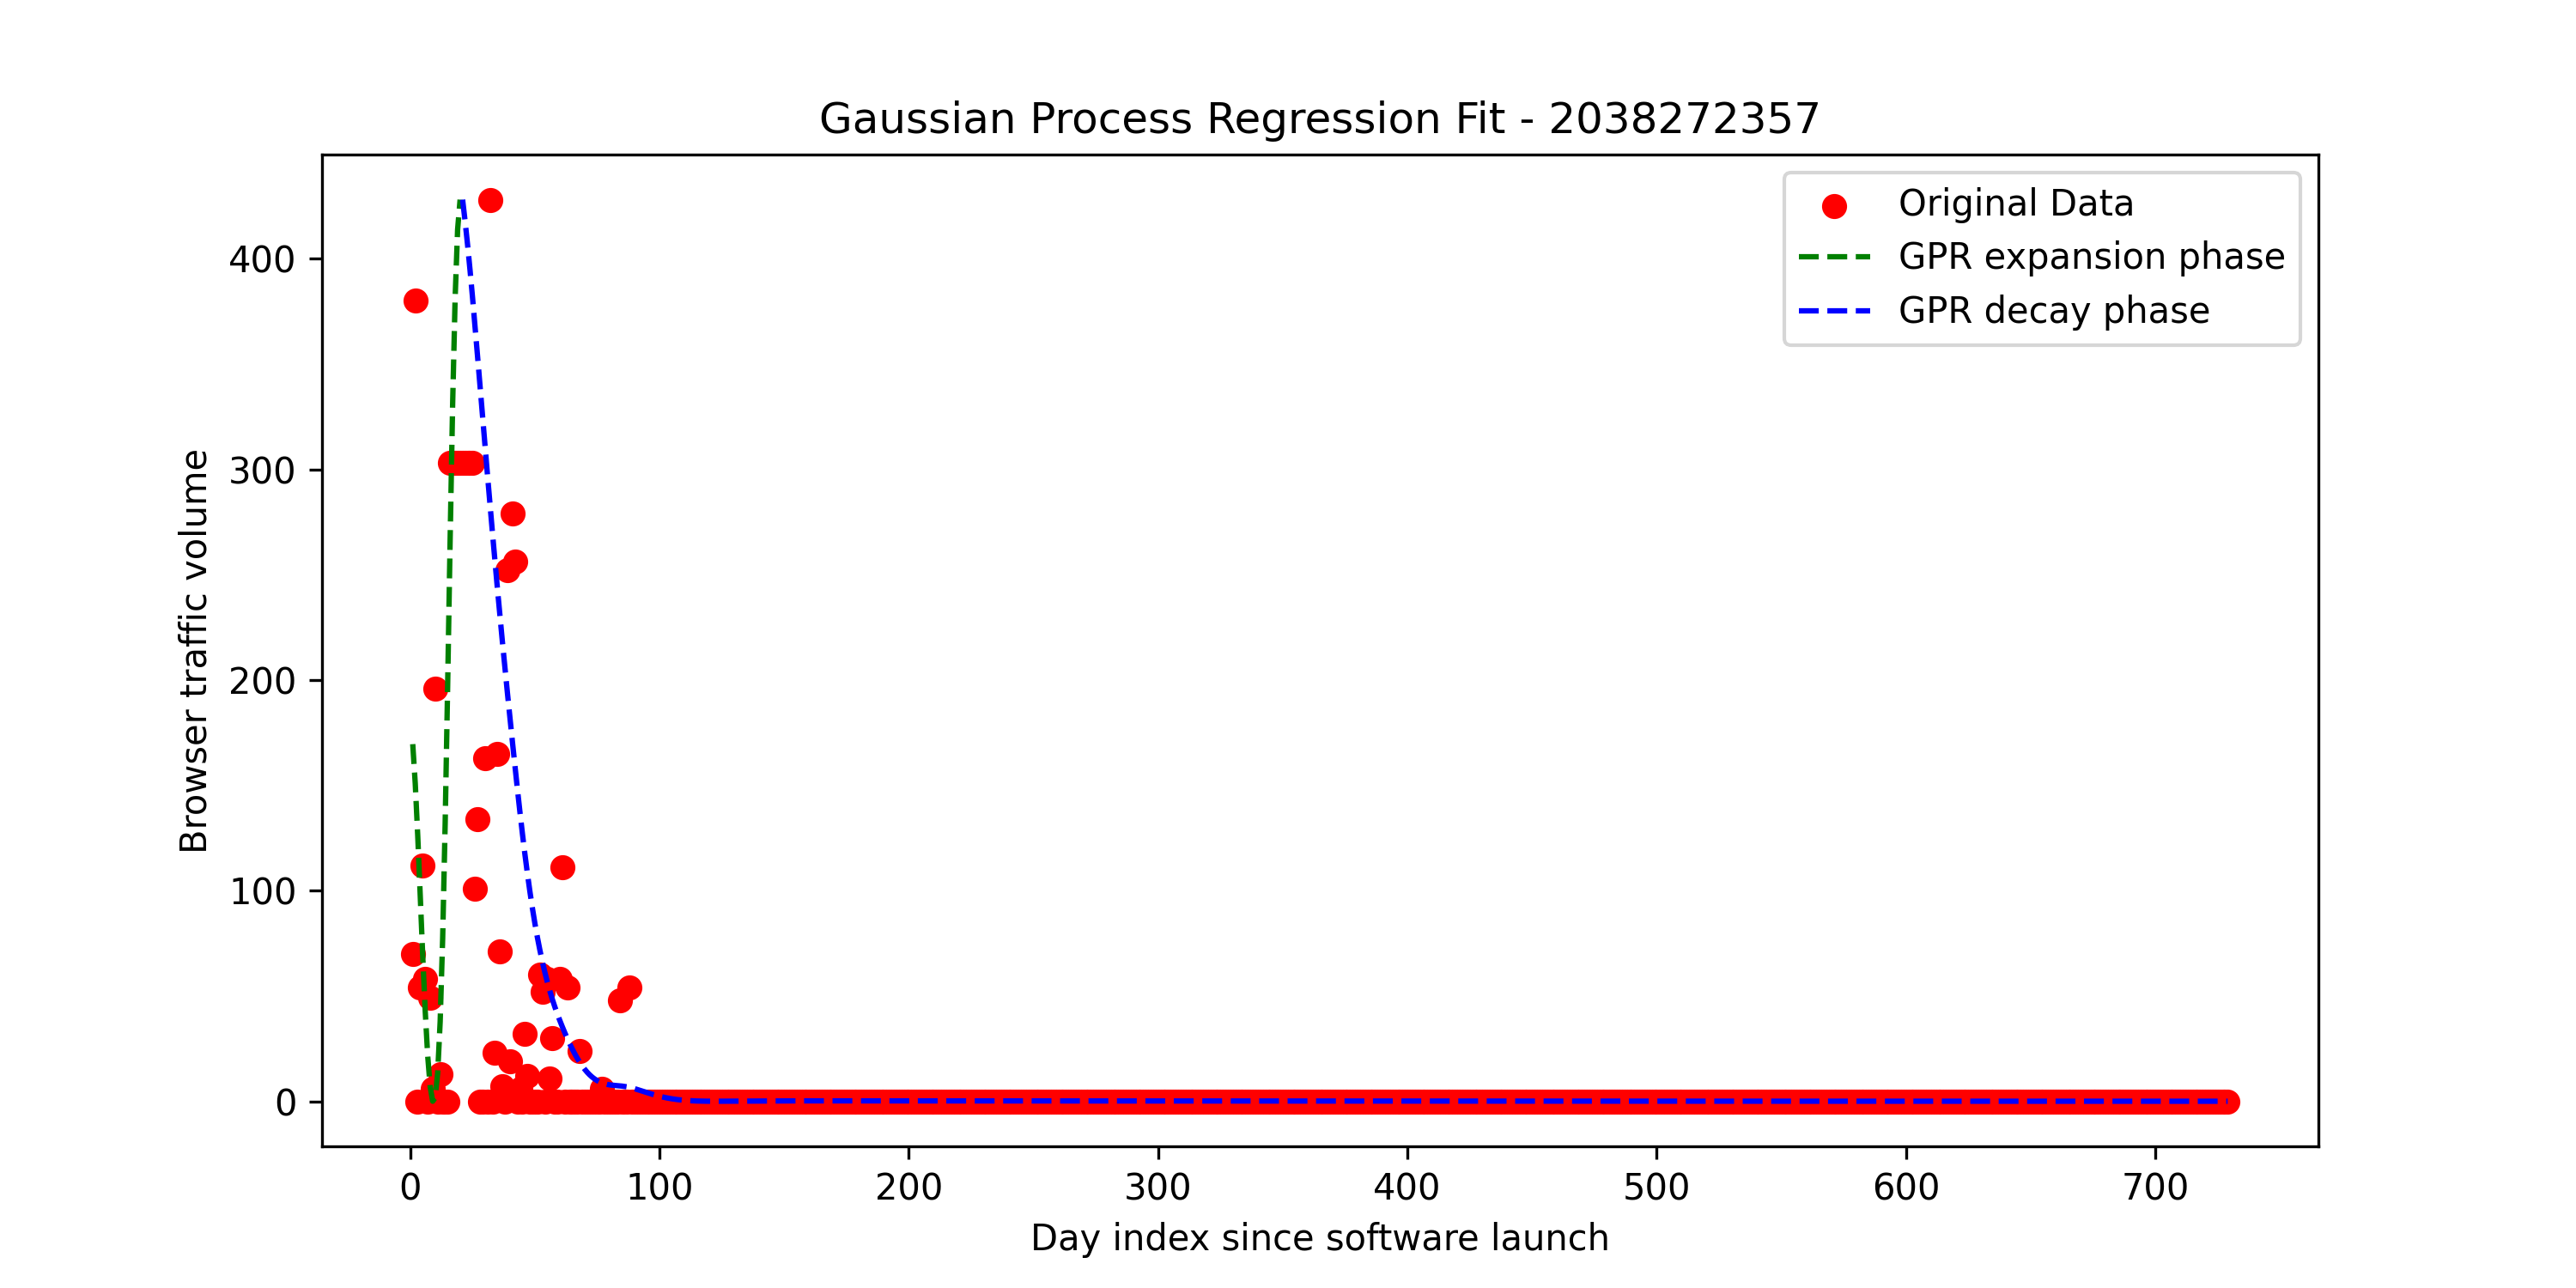 Gaussian Process Regression Fit - 2038272357
Original Data
GPR expansion phase
GPR decay phase
Browser traffic volume
400
300
200
100
0
0 100 200 300 400 500 600 700
Day index since software launch